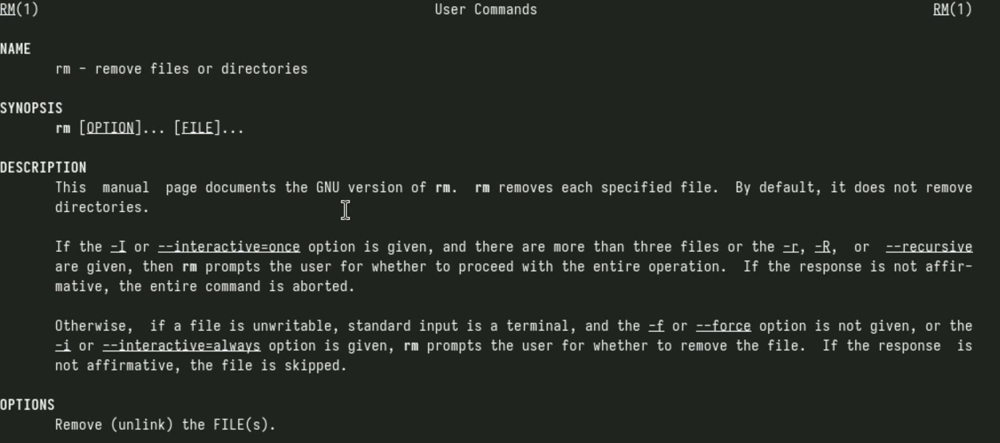 RM(1) User Commands RM(1)
NAME
rm - remove files or directories
SYNOPSIS
rm [OPTION]... [FILE]...
DESCRIPTION
This manual page documents the GNU version of rm. rm removes each specified file. By default, it does not remove
directories.
If the -I or --interactive=once option is given, and there are more than three files or the -r, -R, or --recursive
are given, then rm prompts the user for whether to proceed with the entire operation. If the response is not affir-
mative, the entire command is aborted.
Otherwise, if a file is unwritable, standard input is a terminal, and the -f or --force option is not given, or the
-i or --interactive=always option is given, rm prompts the user for whether to remove the file. If the response is
not affirmative, the file is skipped.
OPTIONS
Remove (unlink) the FILE(s).